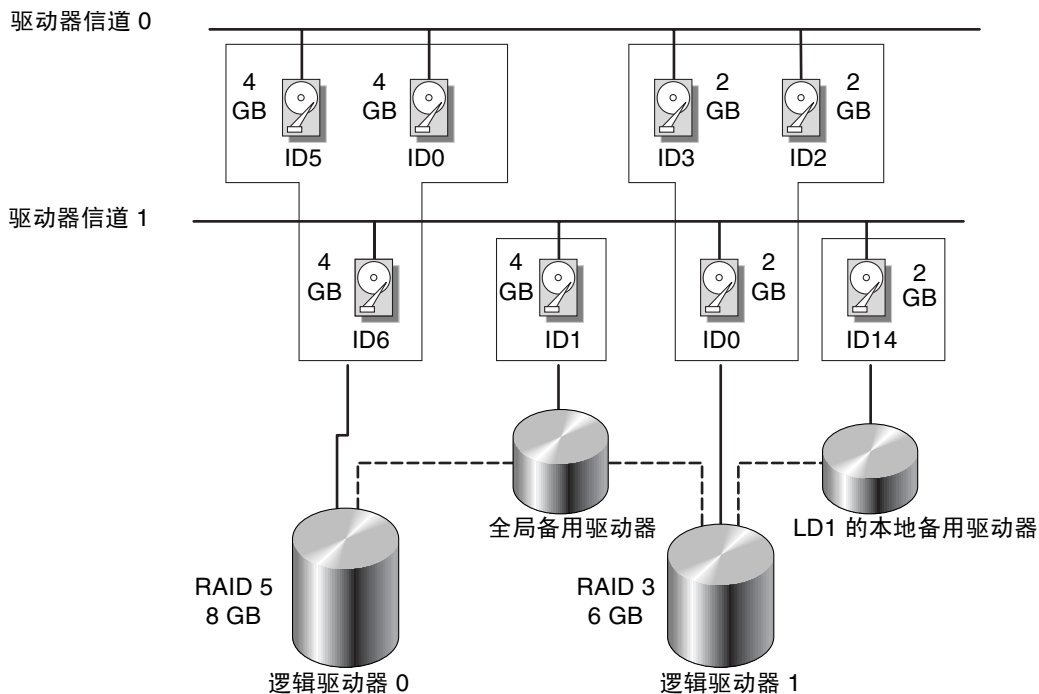 驱动器信道 0
4
GB
ID5
4
GB
ID0
2
GB
ID3
2
GB
ID2
驱动器信道 1
4
GB
ID6
4
GB
ID1
2
GB
ID0
2
GB
ID14
全局备用驱动器
LD1 的本地备用驱动器
RAID 5
8 GB
逻辑驱动器 0
RAID 3
6 GB
逻辑驱动器 1